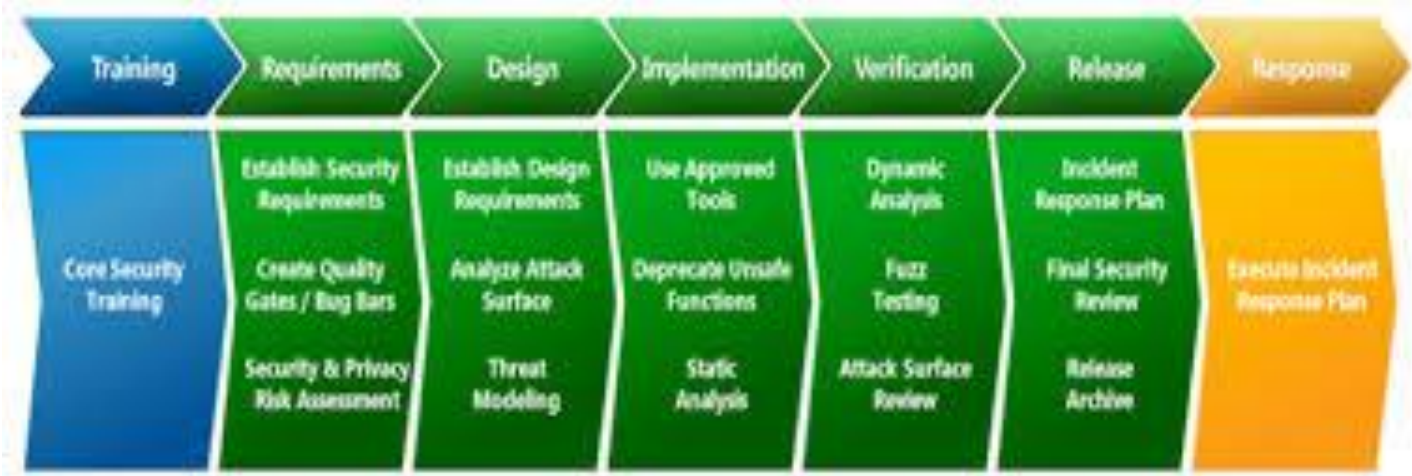 Training
Requirements
Design
Implementation
Verification
Release
Response
Core Security
Training
Establish Security
Requirements
Create Quality
Gates / Bug Bars
Security & Privacy
Risk Assessment
Establish Design
Requirements
Analyze Attack
Surface
Threat
Modeling
Use Approved
Tools
Deprecate Unsafe
Functions
Static
Analysis
Dynamic
Analysis
Fuzz
Testing
Attack Surface
Review
Incident
Response Plan
Final Security
Review
Release
Archive
Execute Incident
Response Plan